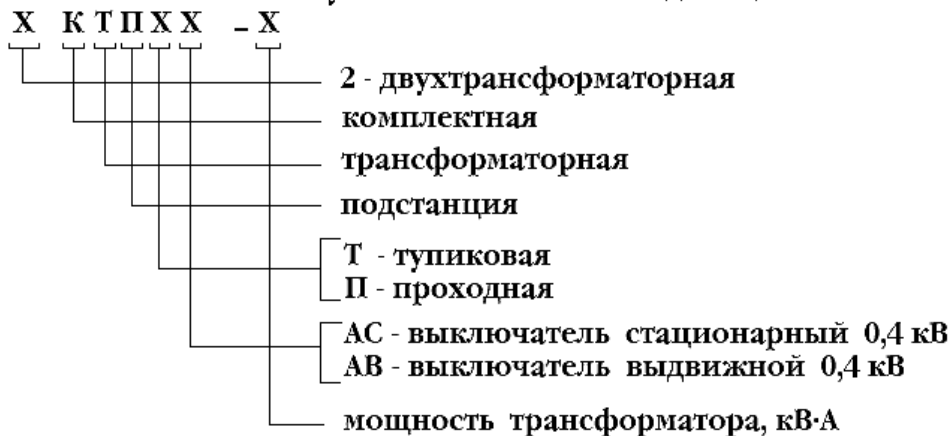 Х К Т П Х Х - Х
2 - двухтрансформаторная
комплектная
трансформаторная
подстанция
Т - тупиковая
П - проходная
АС - выключатель стационарный 0,4 кВ
АВ - выключатель выдвижной 0,4 кВ
мощность трансформатора, кВ·А